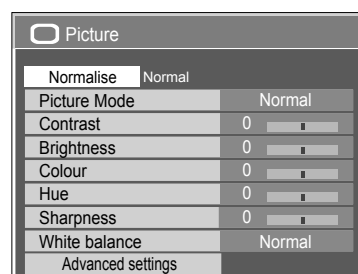 Picture
Normalise Normal
Picture Mode Normal
Contrast 0
Brightness 0
Colour 0
Hue 0
Sharpness 0
White balance Normal
Advanced settings